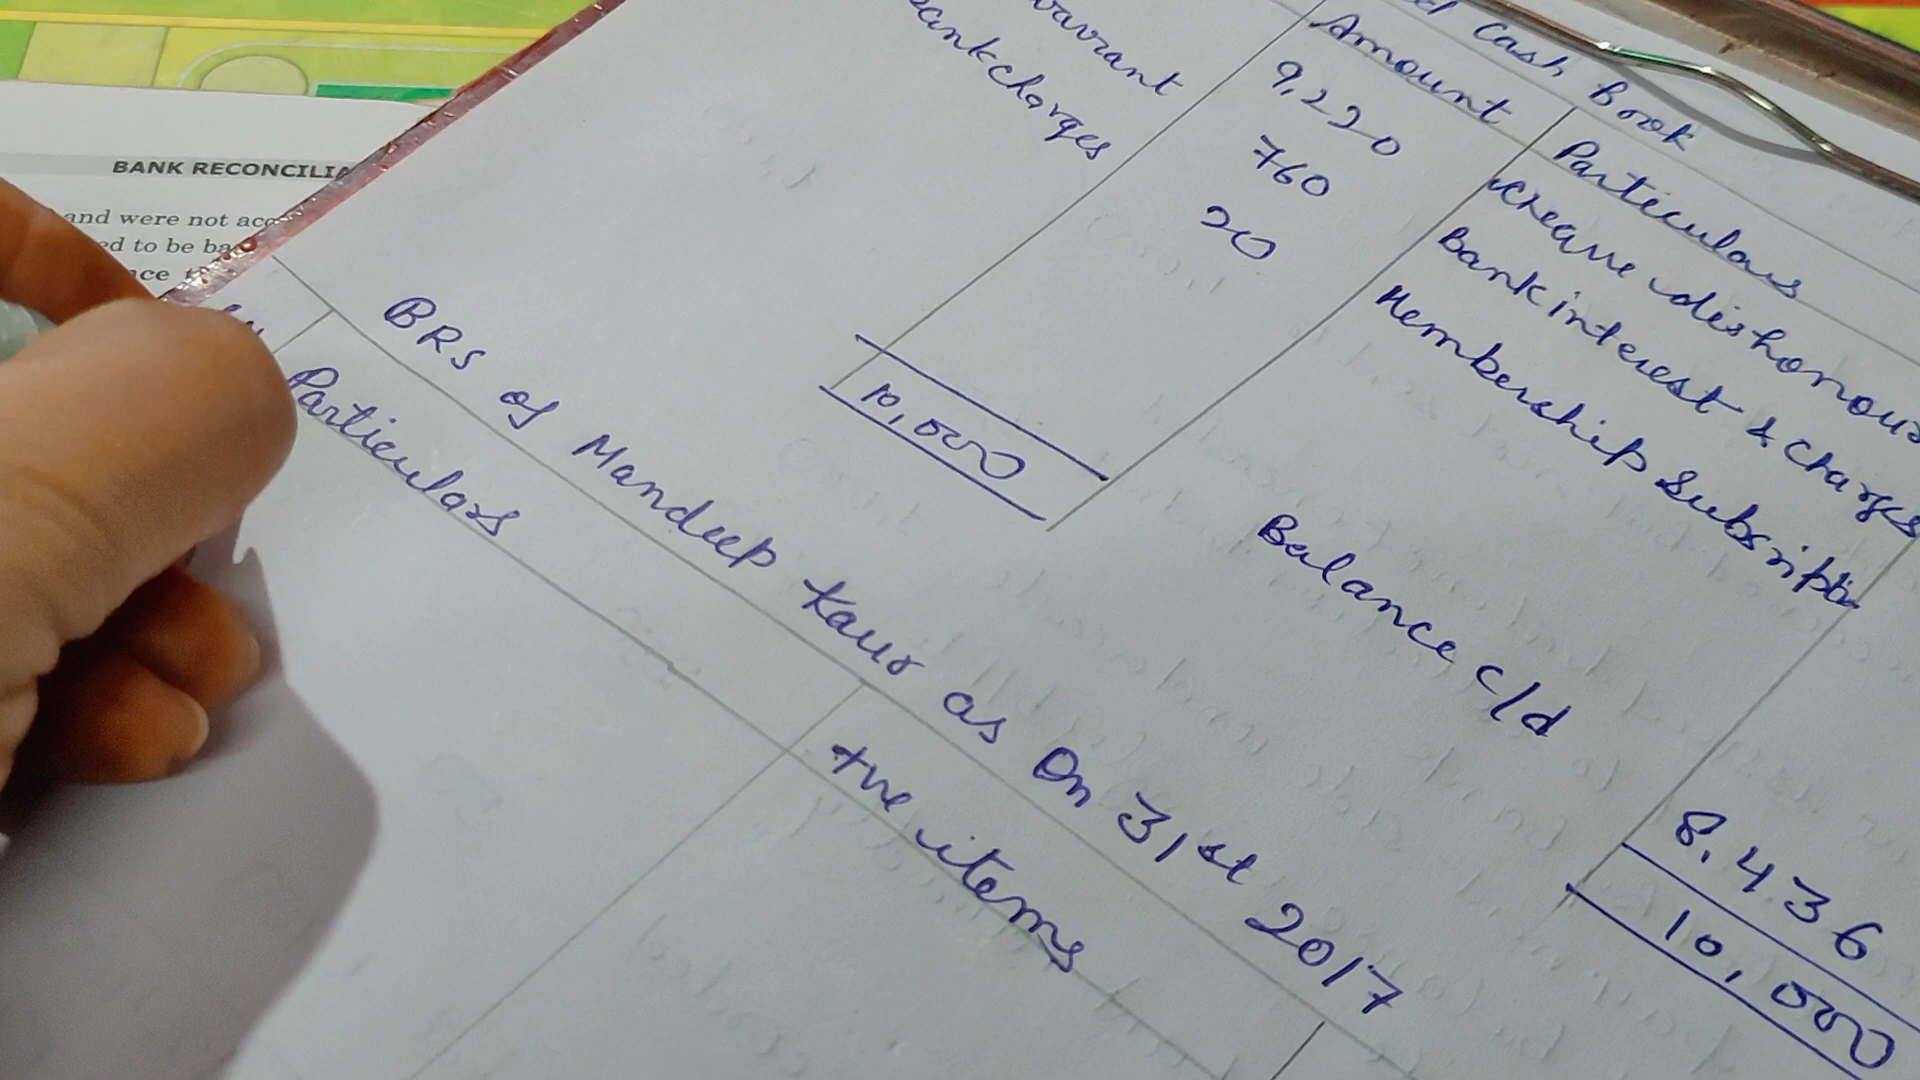 Cash Book
Amount
Particulars
warrant
9,220
cheque dishonour
bank charges
760
Bank interest & charges
20
Membership Subscription
10,000
Balance c/d
8,436
10,000
BRS of Mandeep Kaur as On 31st 2017
Particulars
+ve items
BANK RECONCILIA
and were not acc
ed to be ba
nce t